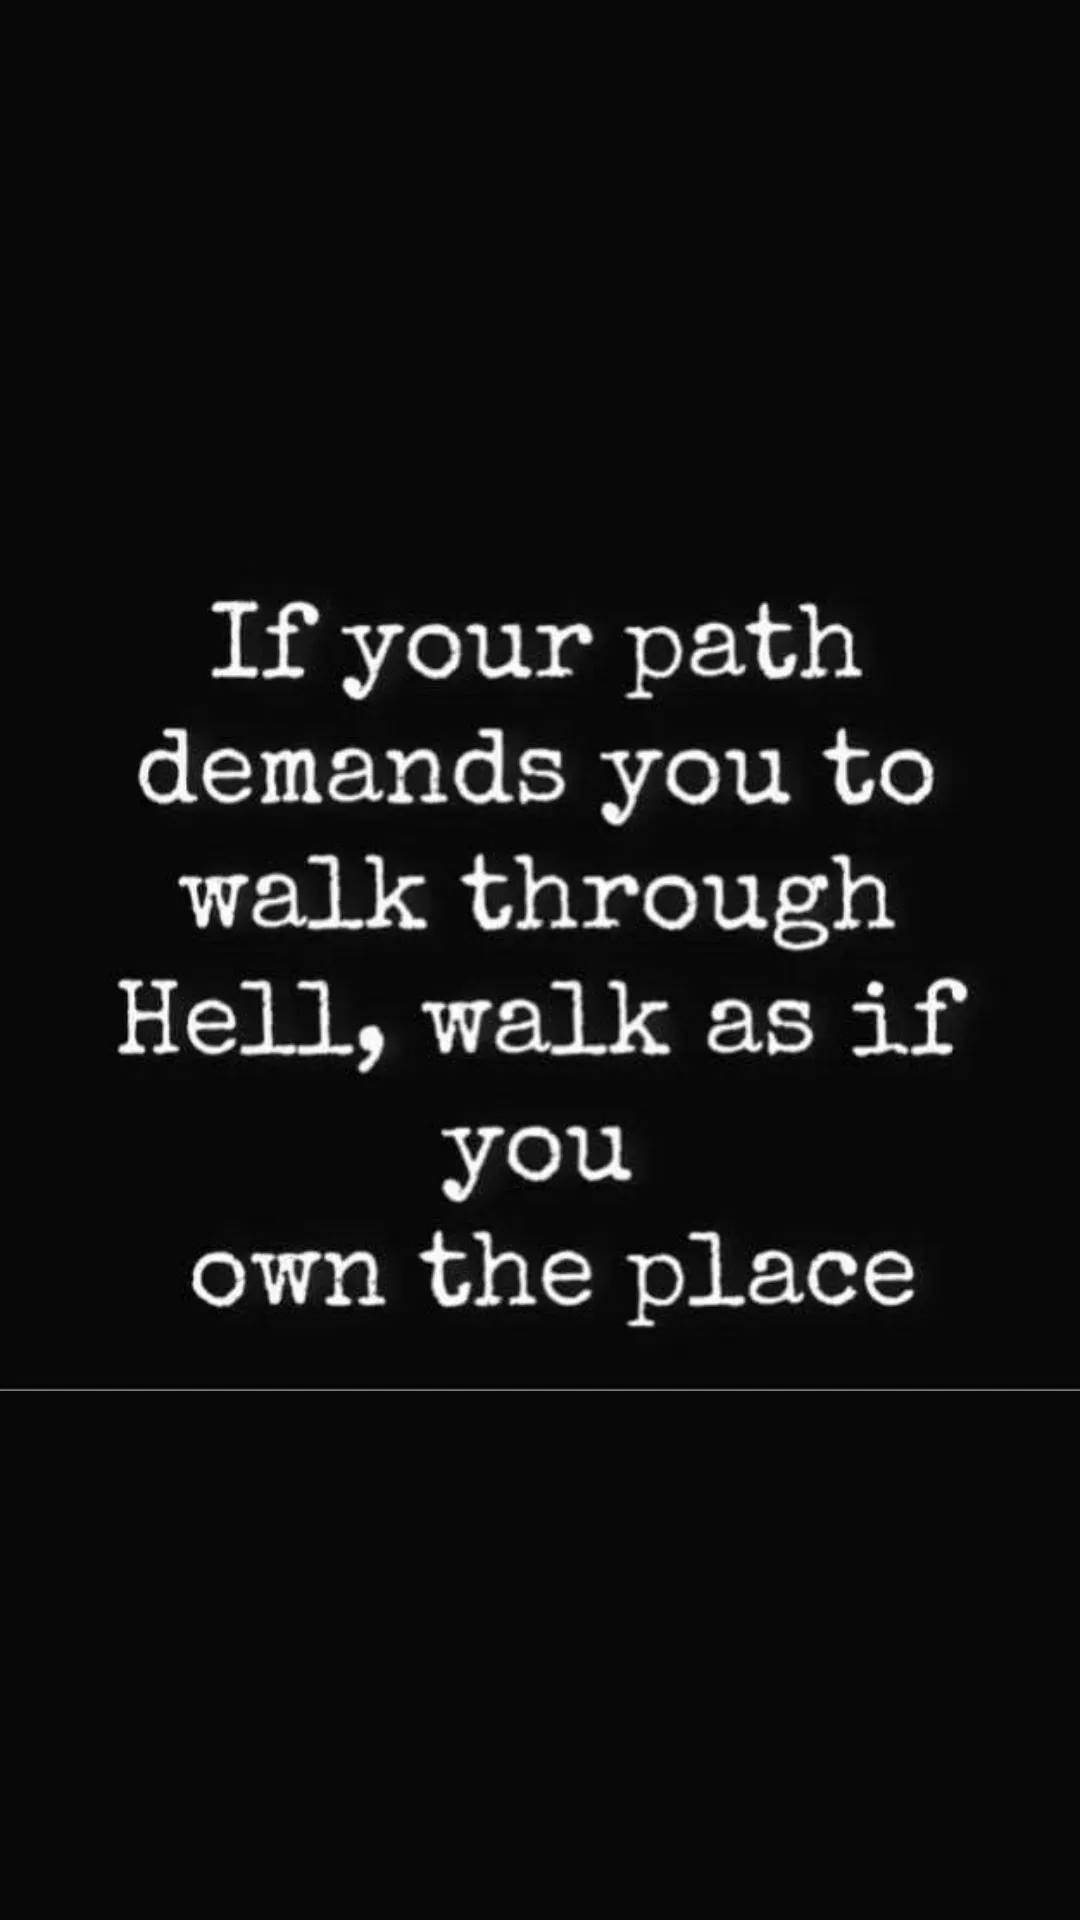 If your path
demands you to
walk through
Hell, walk as if
you
own the place